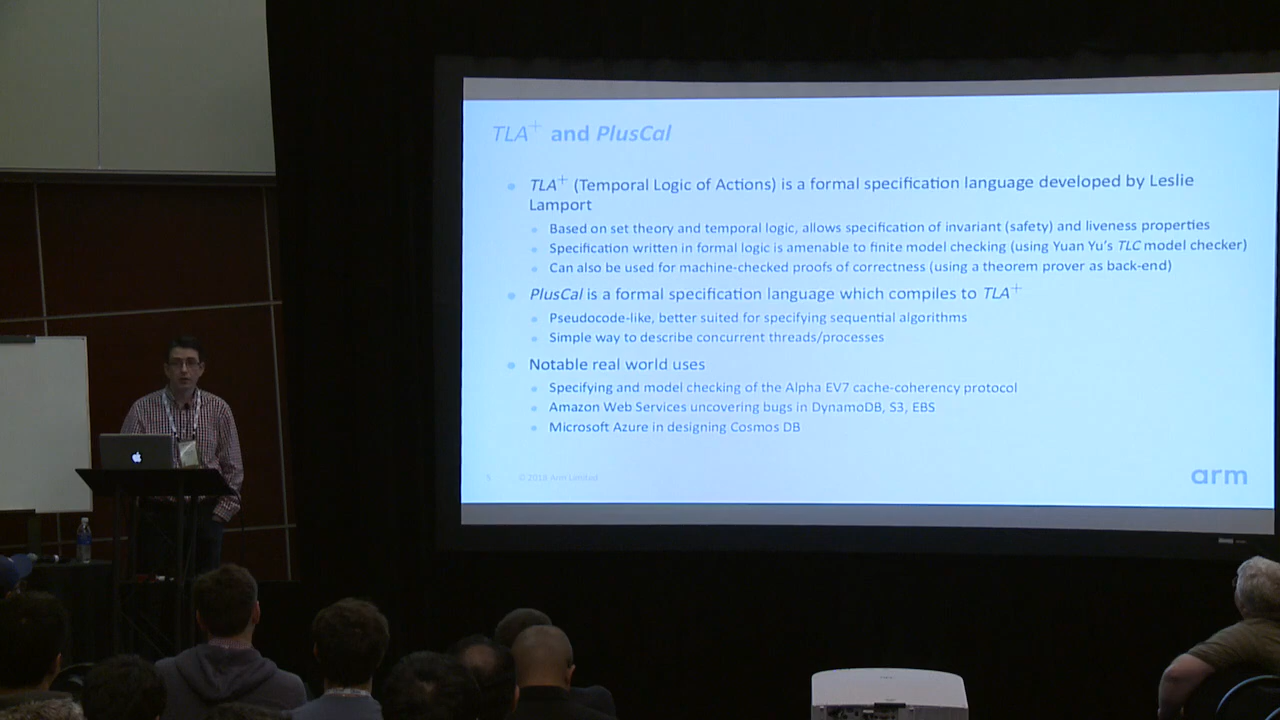 TLA+ and PlusCal
• TLA+ (Temporal Logic of Actions) is a formal specification language developed by Leslie
Lamport
• Based on set theory and temporal logic, allows specification of invariant (safety) and liveness properties
• Specification written in formal logic is amenable to finite model checking (using Yuan Yu's TLC model checker)
• Can also be used for machine-checked proofs of correctness (using a theorem prover as back-end)
• PlusCal is a formal specification language which compiles to TLA+
• Pseudocode-like, better suited for specifying sequential algorithms
• Simple way to describe concurrent threads/processes
• Notable real world uses
• Specifying and model checking of the Alpha EV7 cache-coherency protocol
• Amazon Web Services uncovering bugs in DynamoDB, S3, EBS
• Microsoft Azure in designing Cosmos DB
5 © 2018 Arm Limited
arm